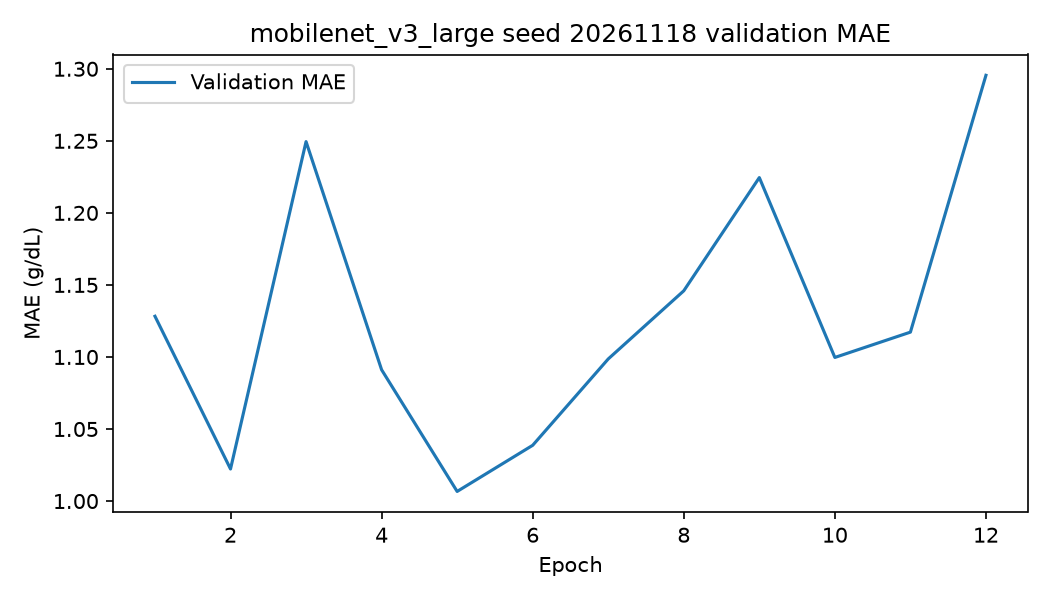 mobilenet_v3_large seed 20261118 validation MAE
Validation MAE
MAE (g/dL)
1.30
1.25
1.20
1.15
1.10
1.05
1.00
2 4 6 8 10 12
Epoch